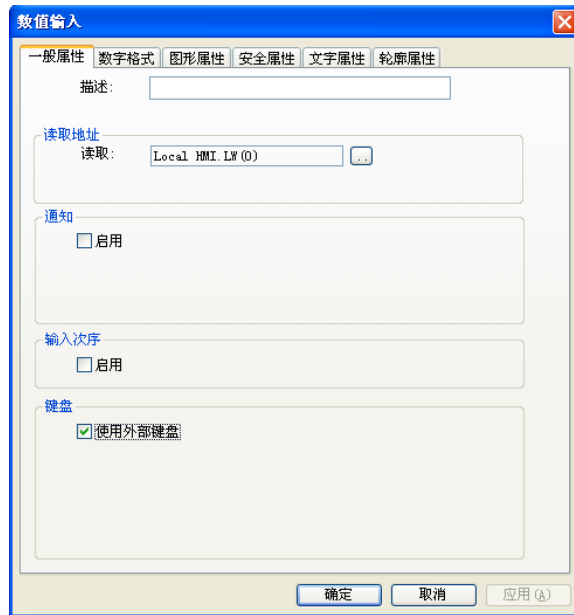 数值输入
一般属性 数字格式 图形属性 安全属性 文字属性 轮廓属性
描述:
读取地址
读取: Local HMI.LW(0) ..
通知
启用
输入次序
启用
键盘
使用外部键盘
确定 取消 应用(A)